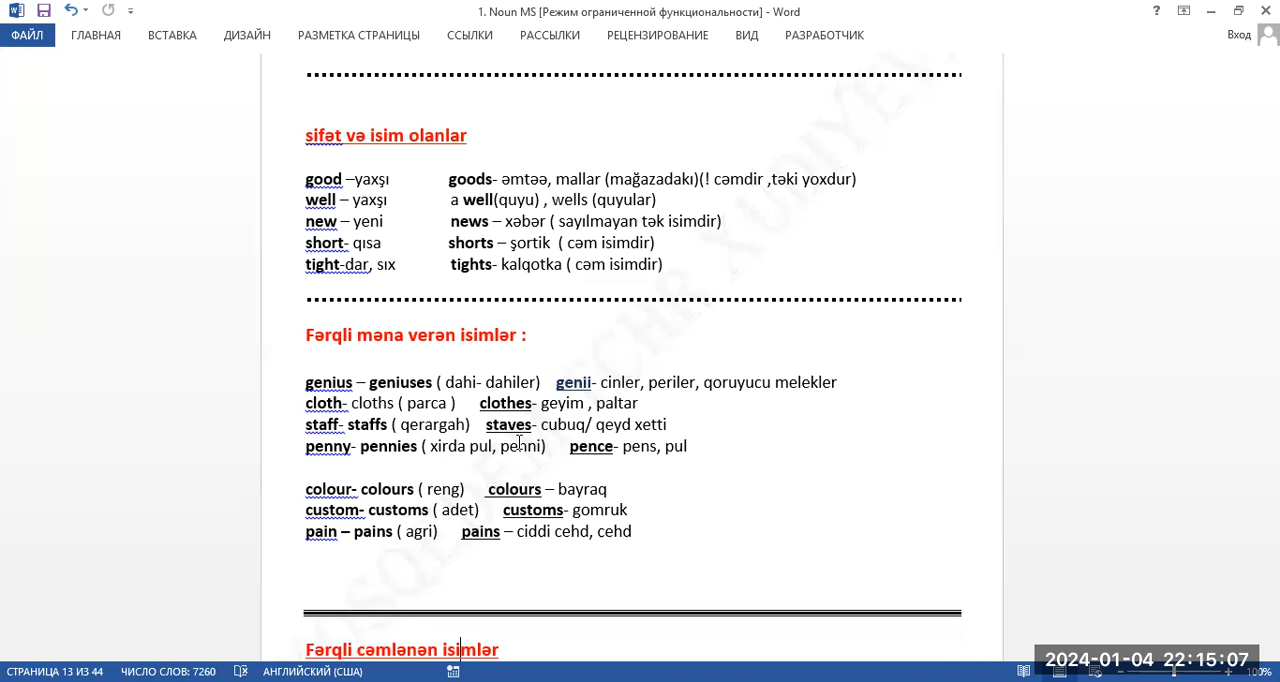 1. Noun MS [Режим ограниченной функциональности] - Word
ФАЙЛ ГЛАВНАЯ ВСТАВКА ДИЗАЙН РАЗМЕТКА СТРАНИЦЫ ССЫЛКИ РАССЫЛКИ РЕЦЕНЗИРОВАНИЕ ВИД РАЗРАБОТЧИК Вход
sifət və isim olanlar
good –yaxşı goods- əmtəə, mallar (mağazadakı)(! cəmdir ,təki yoxdur)
well – yaxşı a well(quyu) , wells (quyular)
new – yeni news – xəbər ( sayılmayan tək isimdir)
short- qısa shorts – şortik ( cəm isimdir)
tight-dar, sıx tights- kalqotka ( cəm isimdir)
Fərqli məna verən isimlər :
genius – geniuses ( dahi- dahiler) genii- cinler, periler, qoruyucu melekler
cloth- cloths ( parca ) clothes- geyim , paltar
staff- staffs ( qerargah) staves- cubuq/ qeyd xetti
penny- pennies ( xirda pul, penni) pence- pens, pul
colour- colours ( reng) colours – bayraq
custom- customs ( adet) customs- gomruk
pain – pains ( agri) pains – ciddi cehd, cehd
Fərqli cəmlənən isimlər
2024-01-04 22:15:07
СТРАНИЦА 13 ИЗ 44 ЧИСЛО СЛОВ: 7260 АНГЛИЙСКИЙ (США) 100%